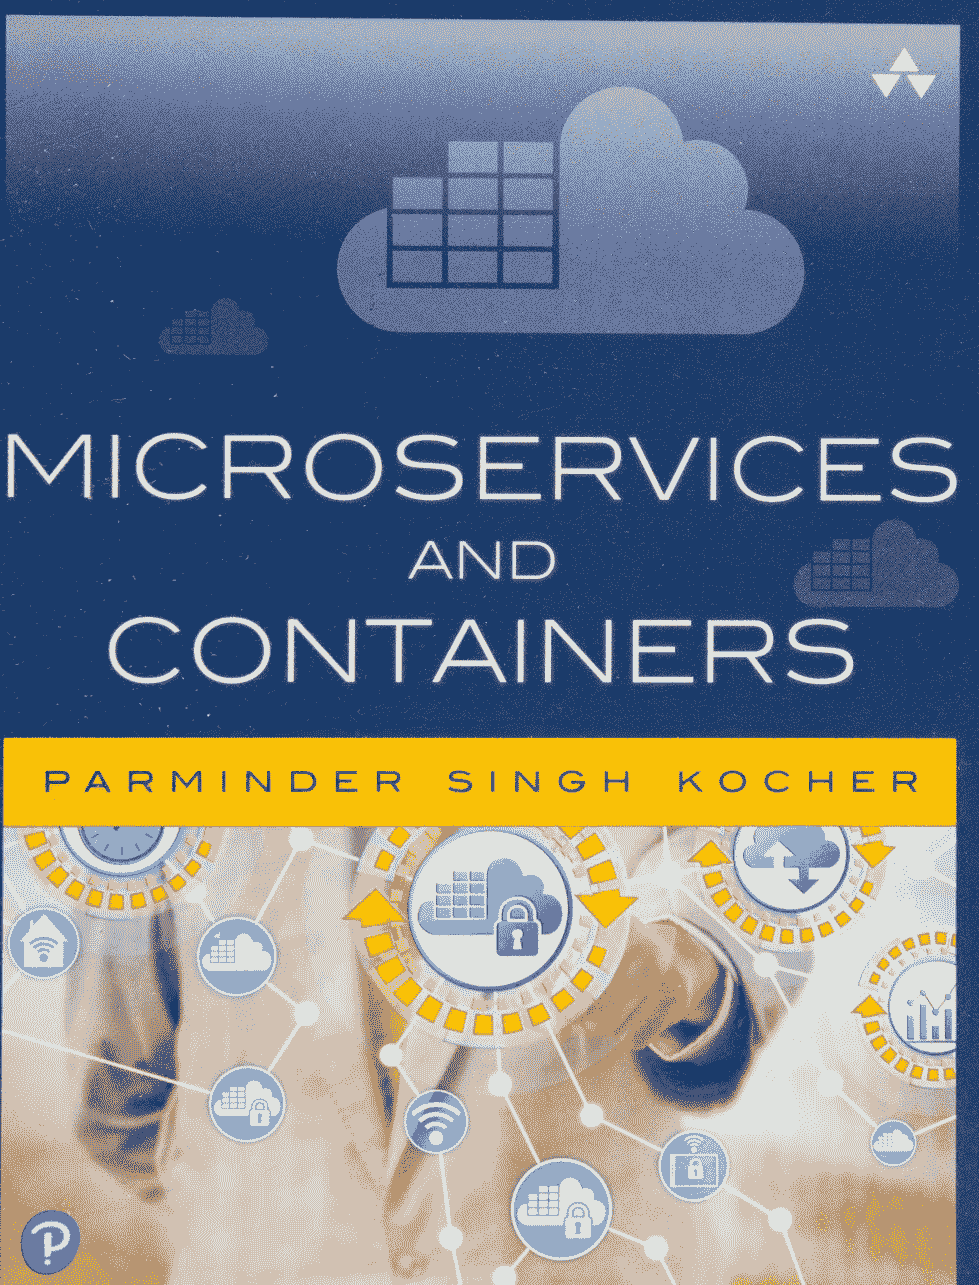 MICROSERVICES
AND
CONTAINERS
PARMINDER SINGH KOCHER
P